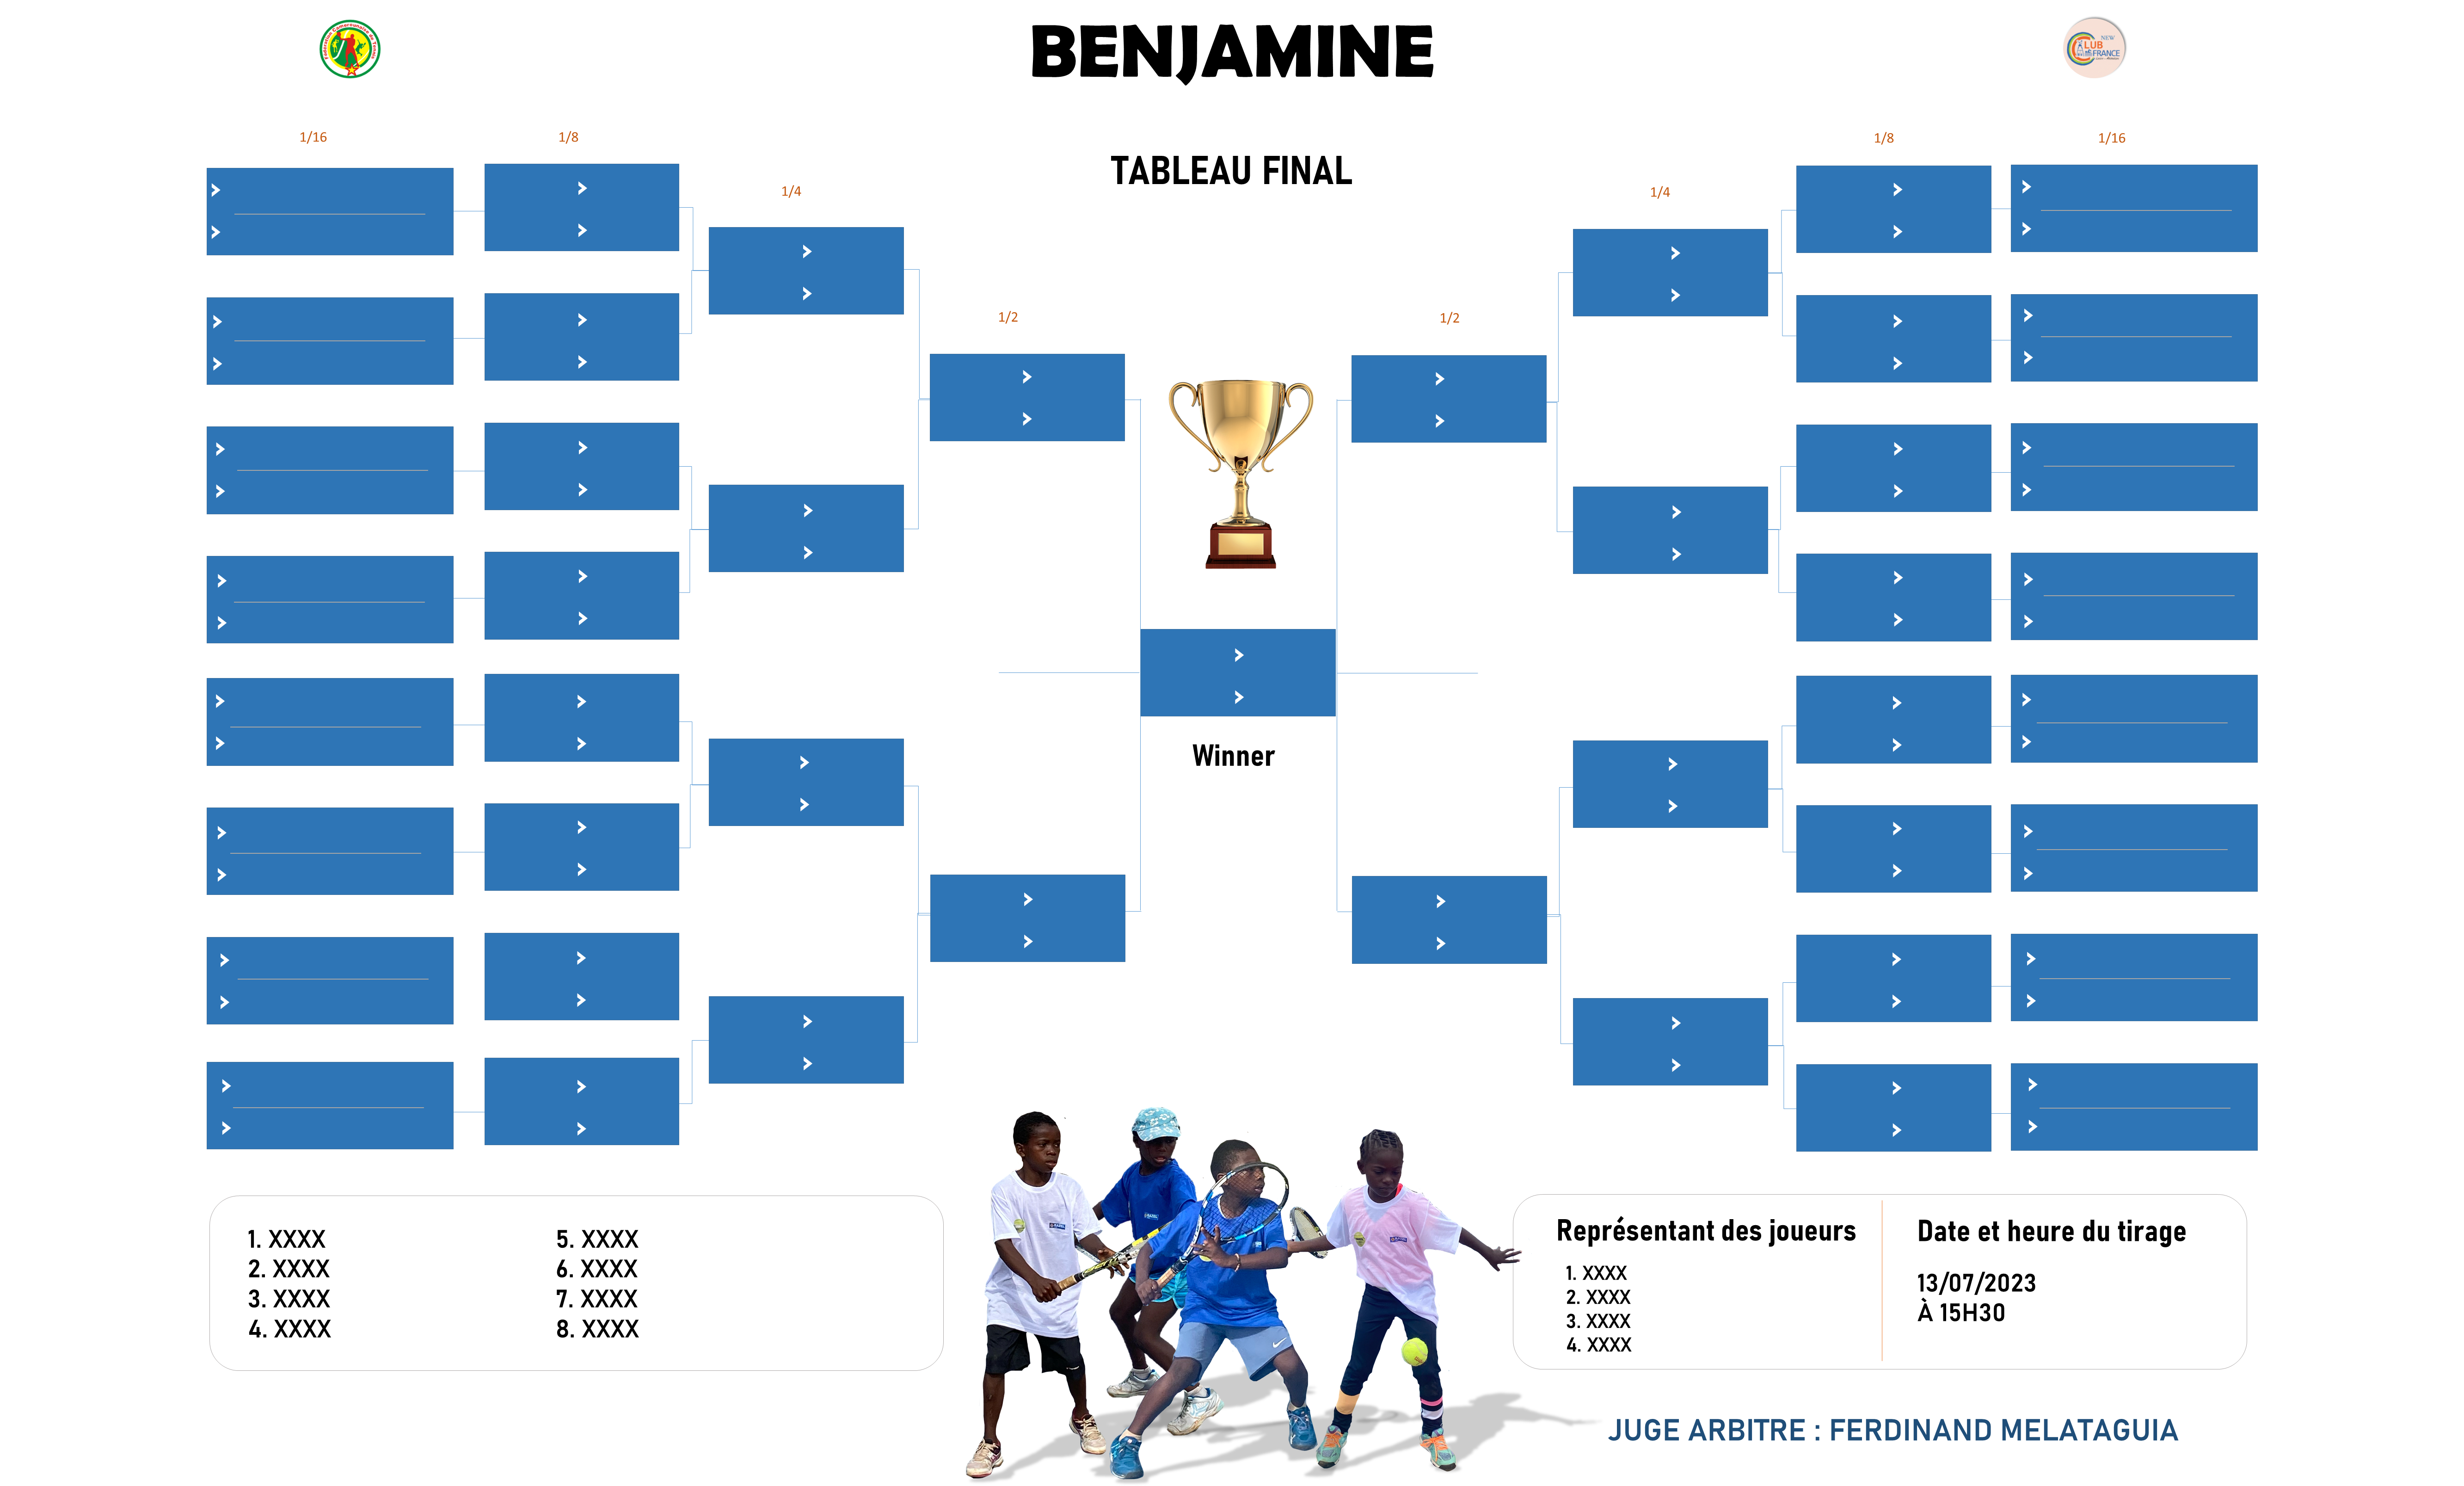 BENJAMINE
NEW
CLUB
FRANCE
1/16
1/8
1/8
1/16
TABLEAU FINAL
1/4
1/4
1/2
1/2
Winner
1. XXXX
2. XXXX
3. XXXX
4. XXXX
5. XXXX
6. XXXX
7. XXXX
8. XXXX
Représentant des joueurs
1. XXXX
2. XXXX
3. XXXX
4. XXXX
Date et heure du tirage
13/07/2023
À 15H30
JUGE ARBITRE : FERDINAND MELATAGUIA